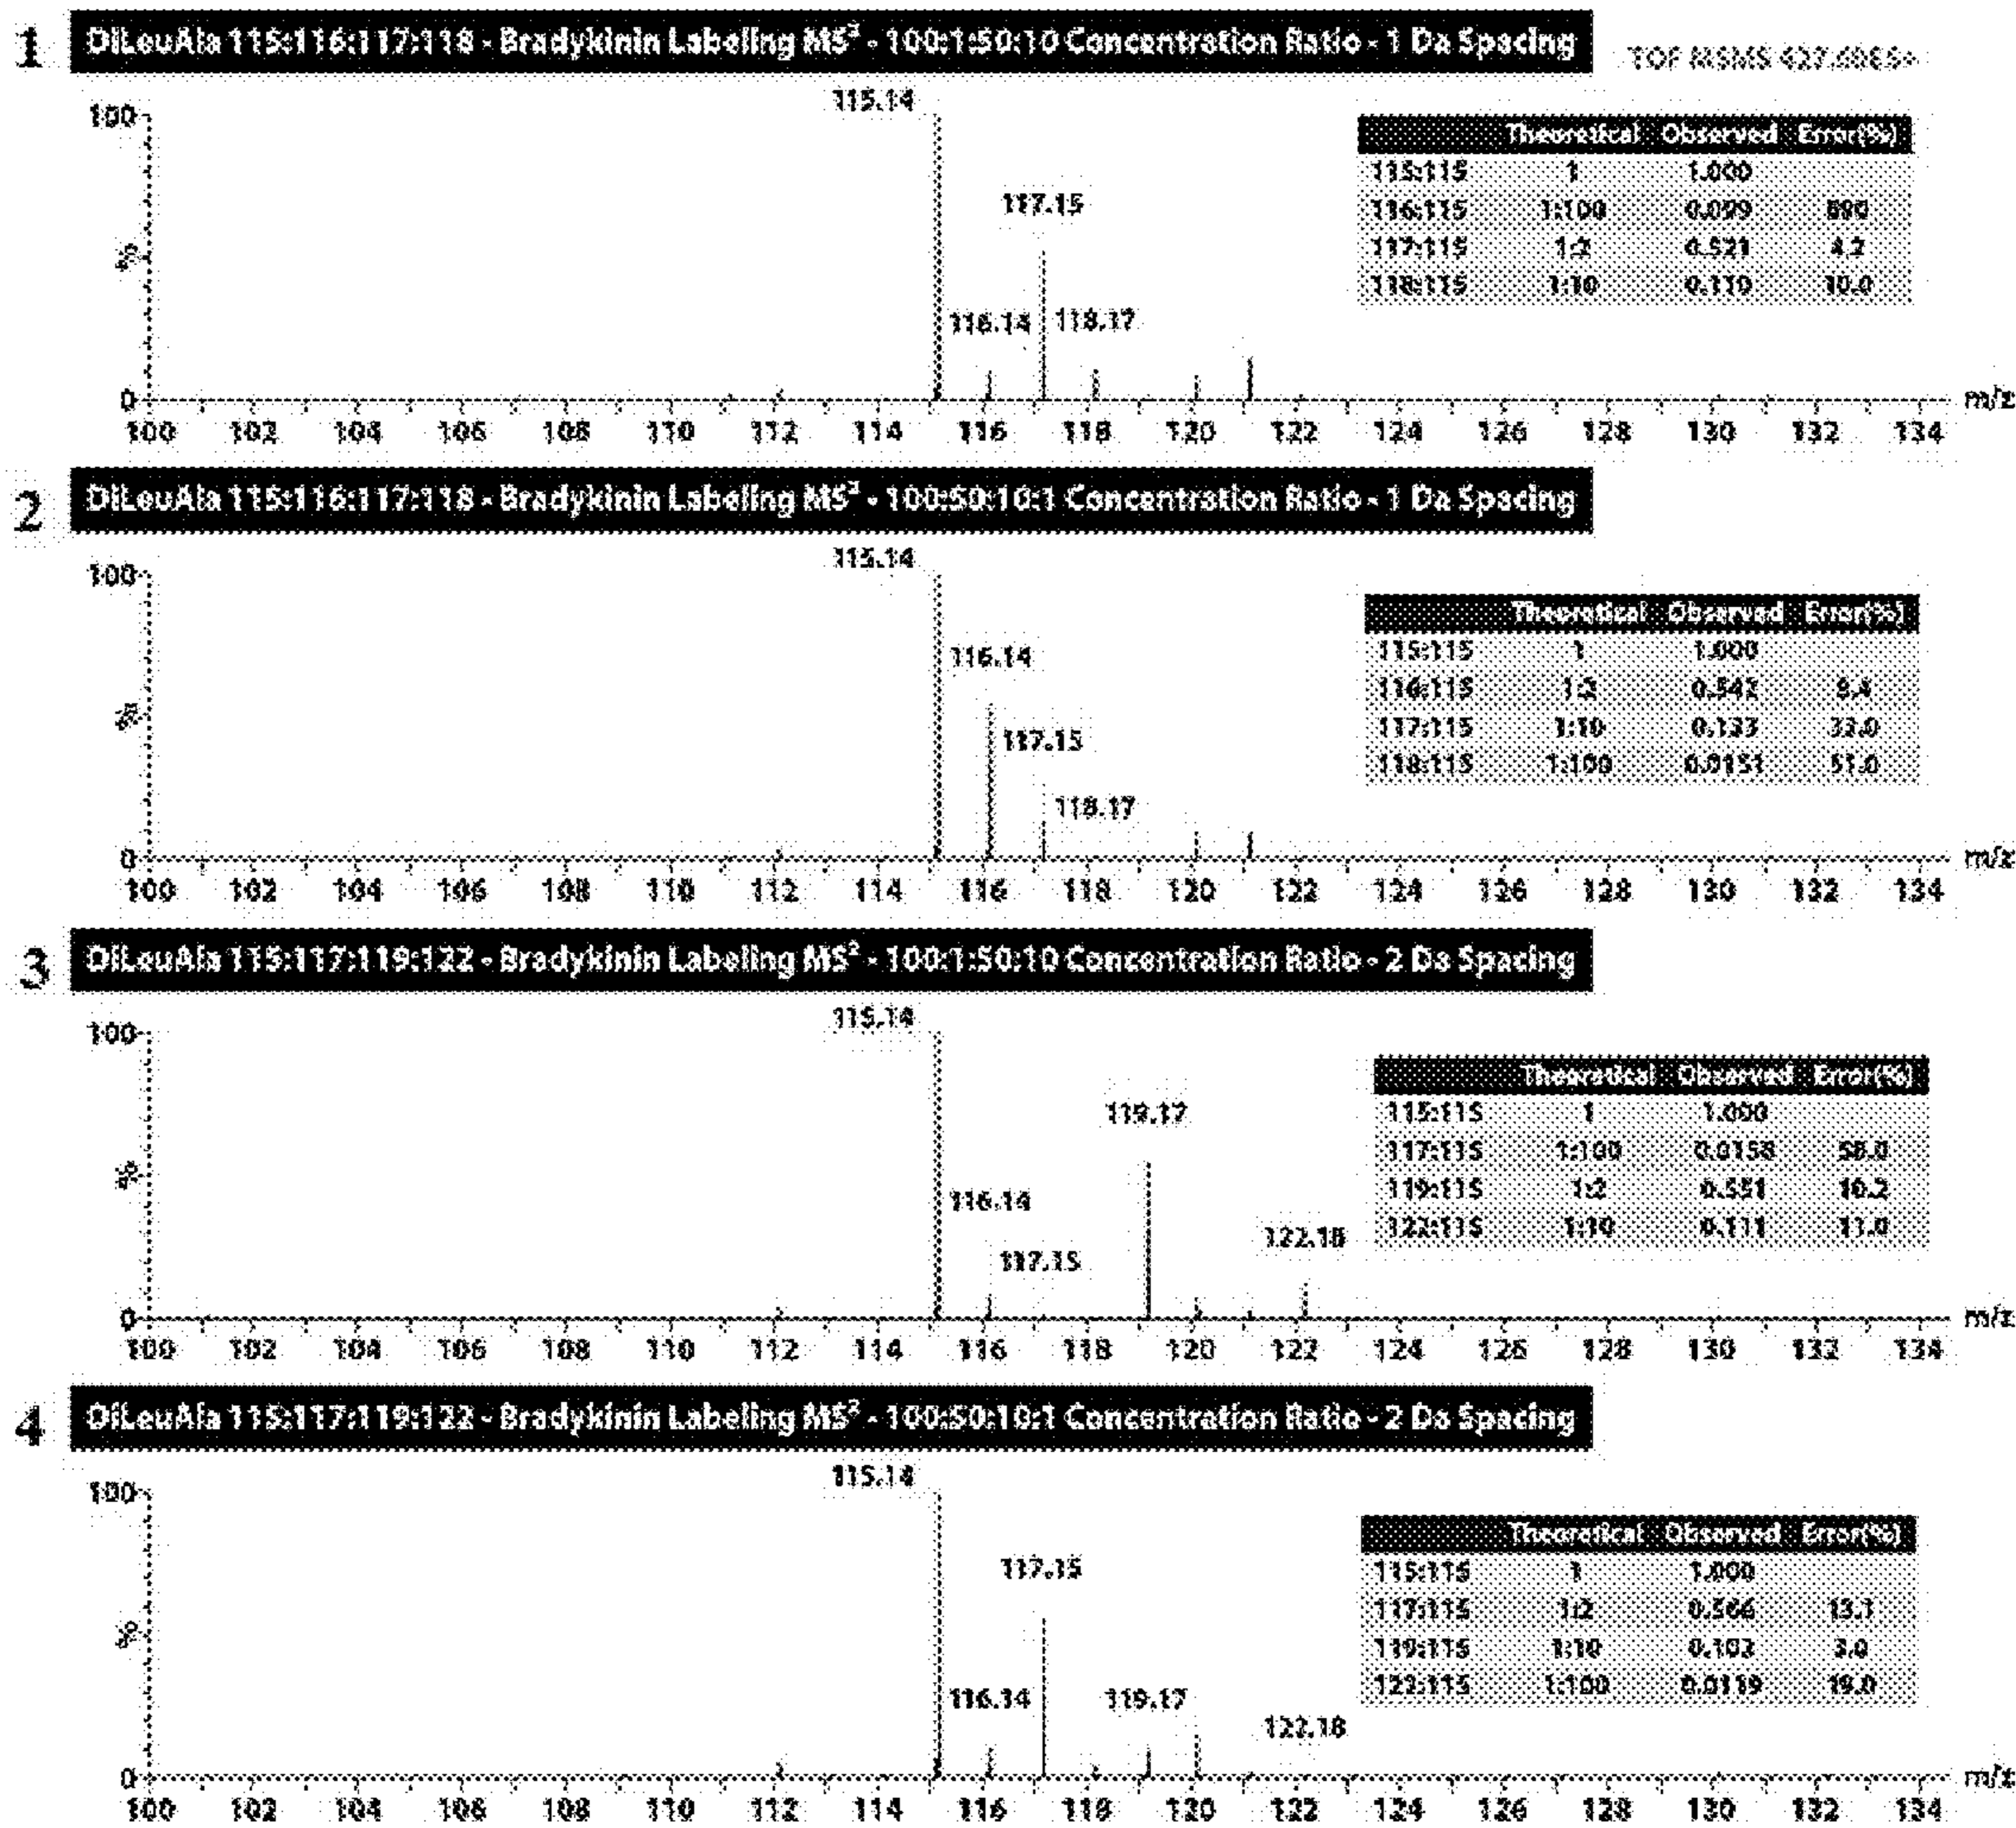 1 DiLeuAla 115:116:117:118 - Bradykinin Labeling MS² - 100:1:50:10 Concentration Ratio - 1 Da Spacing
TOF MSMS 427.60ES+
115.14
100
Theoretical Observed Error(%)
115:115 1 1.000
117.15
116:115 1:100 0.099 890
%
117:115 1:2 0.521 4.2
118:115 1:10 0.110 10.0
116.14 118.17
0
m/z
100 102 104 106 108 110 112 114 116 118 120 122 124 126 128 130 132 134
2 DiLeuAla 115:116:117:118 - Bradykinin Labeling MS² - 100:50:10:1 Concentration Ratio - 1 Da Spacing
115.14
100
Theoretical Observed Error(%)
116.14
115:115 1 1.000
116:115 1:2 0.542 8.4
%
117:115 1:10 0.133 33.0
117.15
118:115 1:100 0.0151 51.0
118.17
0
m/z
100 102 104 106 108 110 112 114 116 118 120 122 124 126 128 130 132 134
3 DiLeuAla 115:117:119:122 - Bradykinin Labeling MS² - 100:1:50:10 Concentration Ratio - 2 Da Spacing
115.14
100
Theoretical Observed Error(%)
119.17
115:115 1 1.000
117:115 1:100 0.0158 58.0
%
119:115 1:2 0.551 10.2
116.14
122:115 1:10 0.111 11.0
122.18
117.15
0
m/z
100 102 104 106 108 110 112 114 116 118 120 122 124 126 128 130 132 134
4 DiLeuAla 115:117:119:122 - Bradykinin Labeling MS² - 100:50:10:1 Concentration Ratio - 2 Da Spacing
115.14
100
Theoretical Observed Error(%)
117.15
115:115 1 1.000
117:115 1:2 0.566 13.1
%
119:115 1:10 0.103 3.0
122:115 1:100 0.0119 19.0
116.14 119.17
122.18
0
m/z
100 102 104 106 108 110 112 114 116 118 120 122 124 126 128 130 132 134